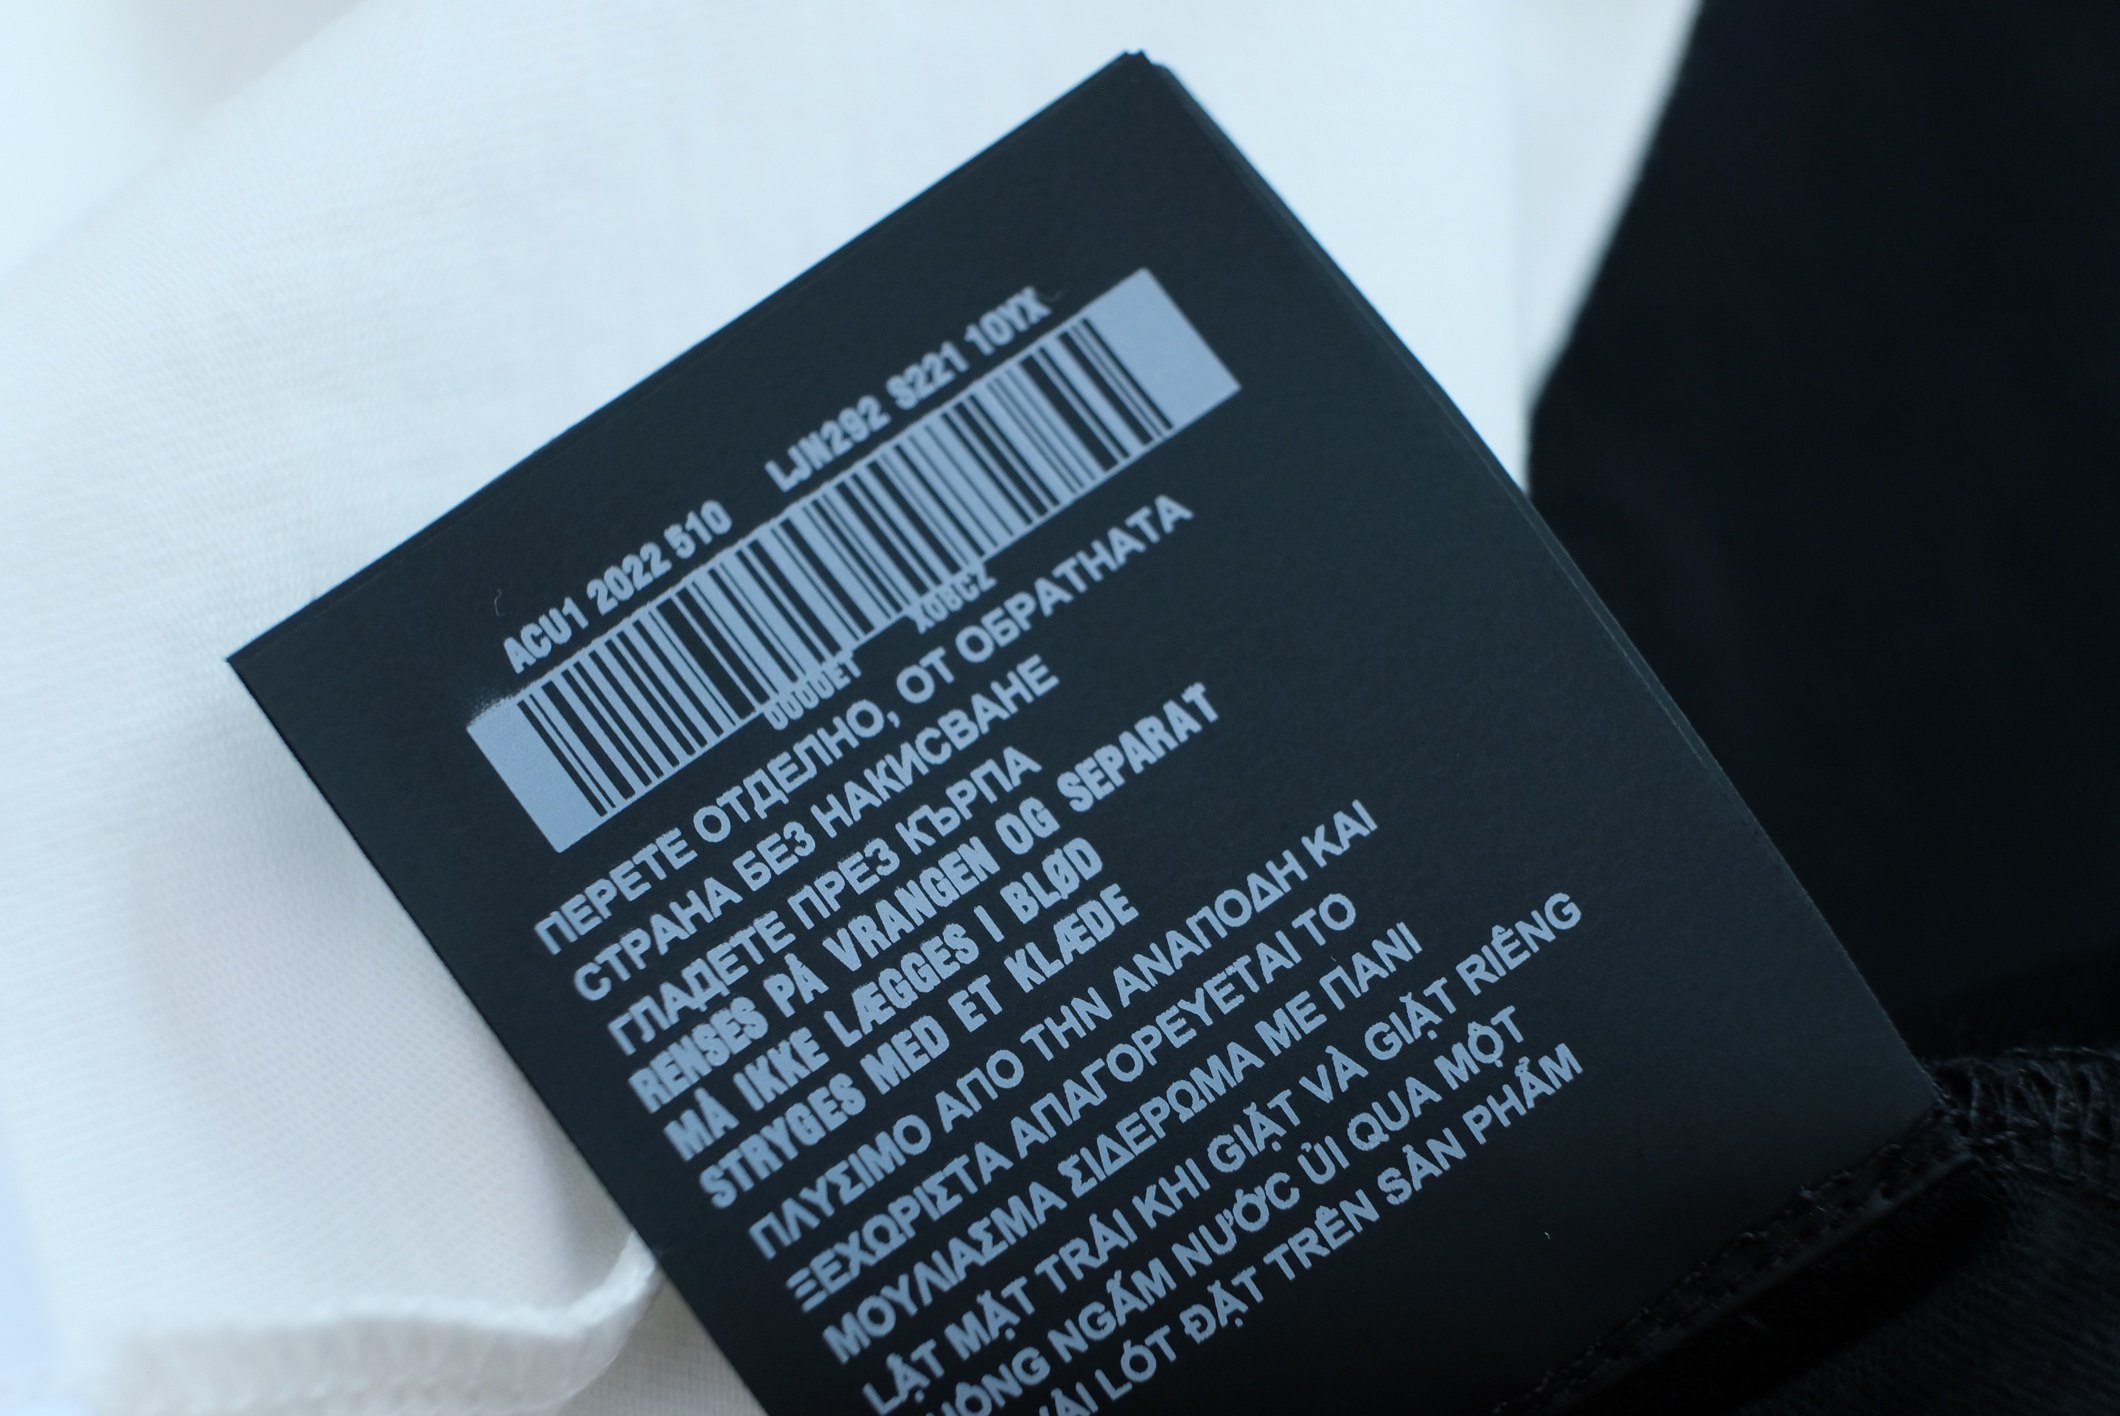 ACU1 2022 510 LJN292 S221 10YX
0000ET X08CZ
ПЕРЕТЕ ОТДЕЛНО, ОТ ОБРАТНАТА
СТРАНА БЕЗ НАКИСВАНЕ
ГЛАДЕТЕ ПРЕЗ КЪРПА
RENSES PÅ VRANGEN OG SEPARAT
MÅ IKKE LÆGGES I BLØD
STRYGES MED ET KLÆDE
ΠΛΥΣΙΜΟ ΑΠΟ ΤΗΝ ΑΝΑΠΟΔΗ ΚΑΙ
ΞΕΧΩΡΙΣΤΑ ΑΠΑΓΟΡΕΥΕΤΑΙ ΤΟ
ΜΟΥΛΙΑΣΜΑ ΣΙΔΕΡΩΜΑ ΜΕ ΠΑΝΙ
LẬT MẶT TRÁI KHI GIẶT VÀ GIẶT RIÊNG
NGẤM NƯỚC ỦI QUA MỘT
LÓT ĐẶT TRÊN SẢN PHẨM